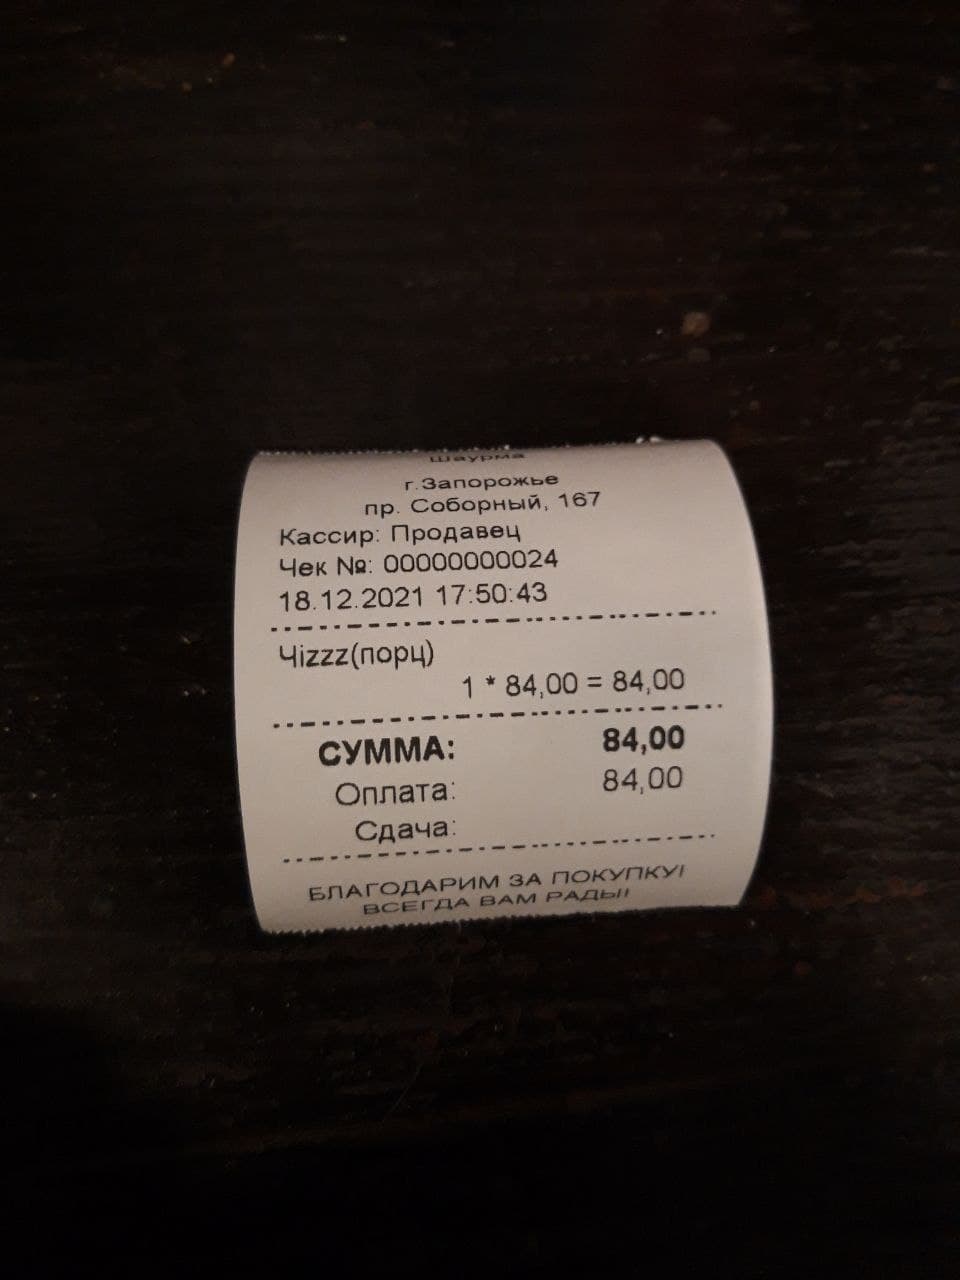 Шаурма
г.Запорожье
пр. Соборный, 167
Кассир: Продавец
Чек №: 00000000024
18.12.2021 17:50:43
Чizzz(порц)
1 * 84,00 = 84,00
СУММА: 84,00
Оплата: 84,00
Сдача:
БЛАГОДАРИМ ЗА ПОКУПКУ!
ВСЕГДА ВАМ РАДЫ!